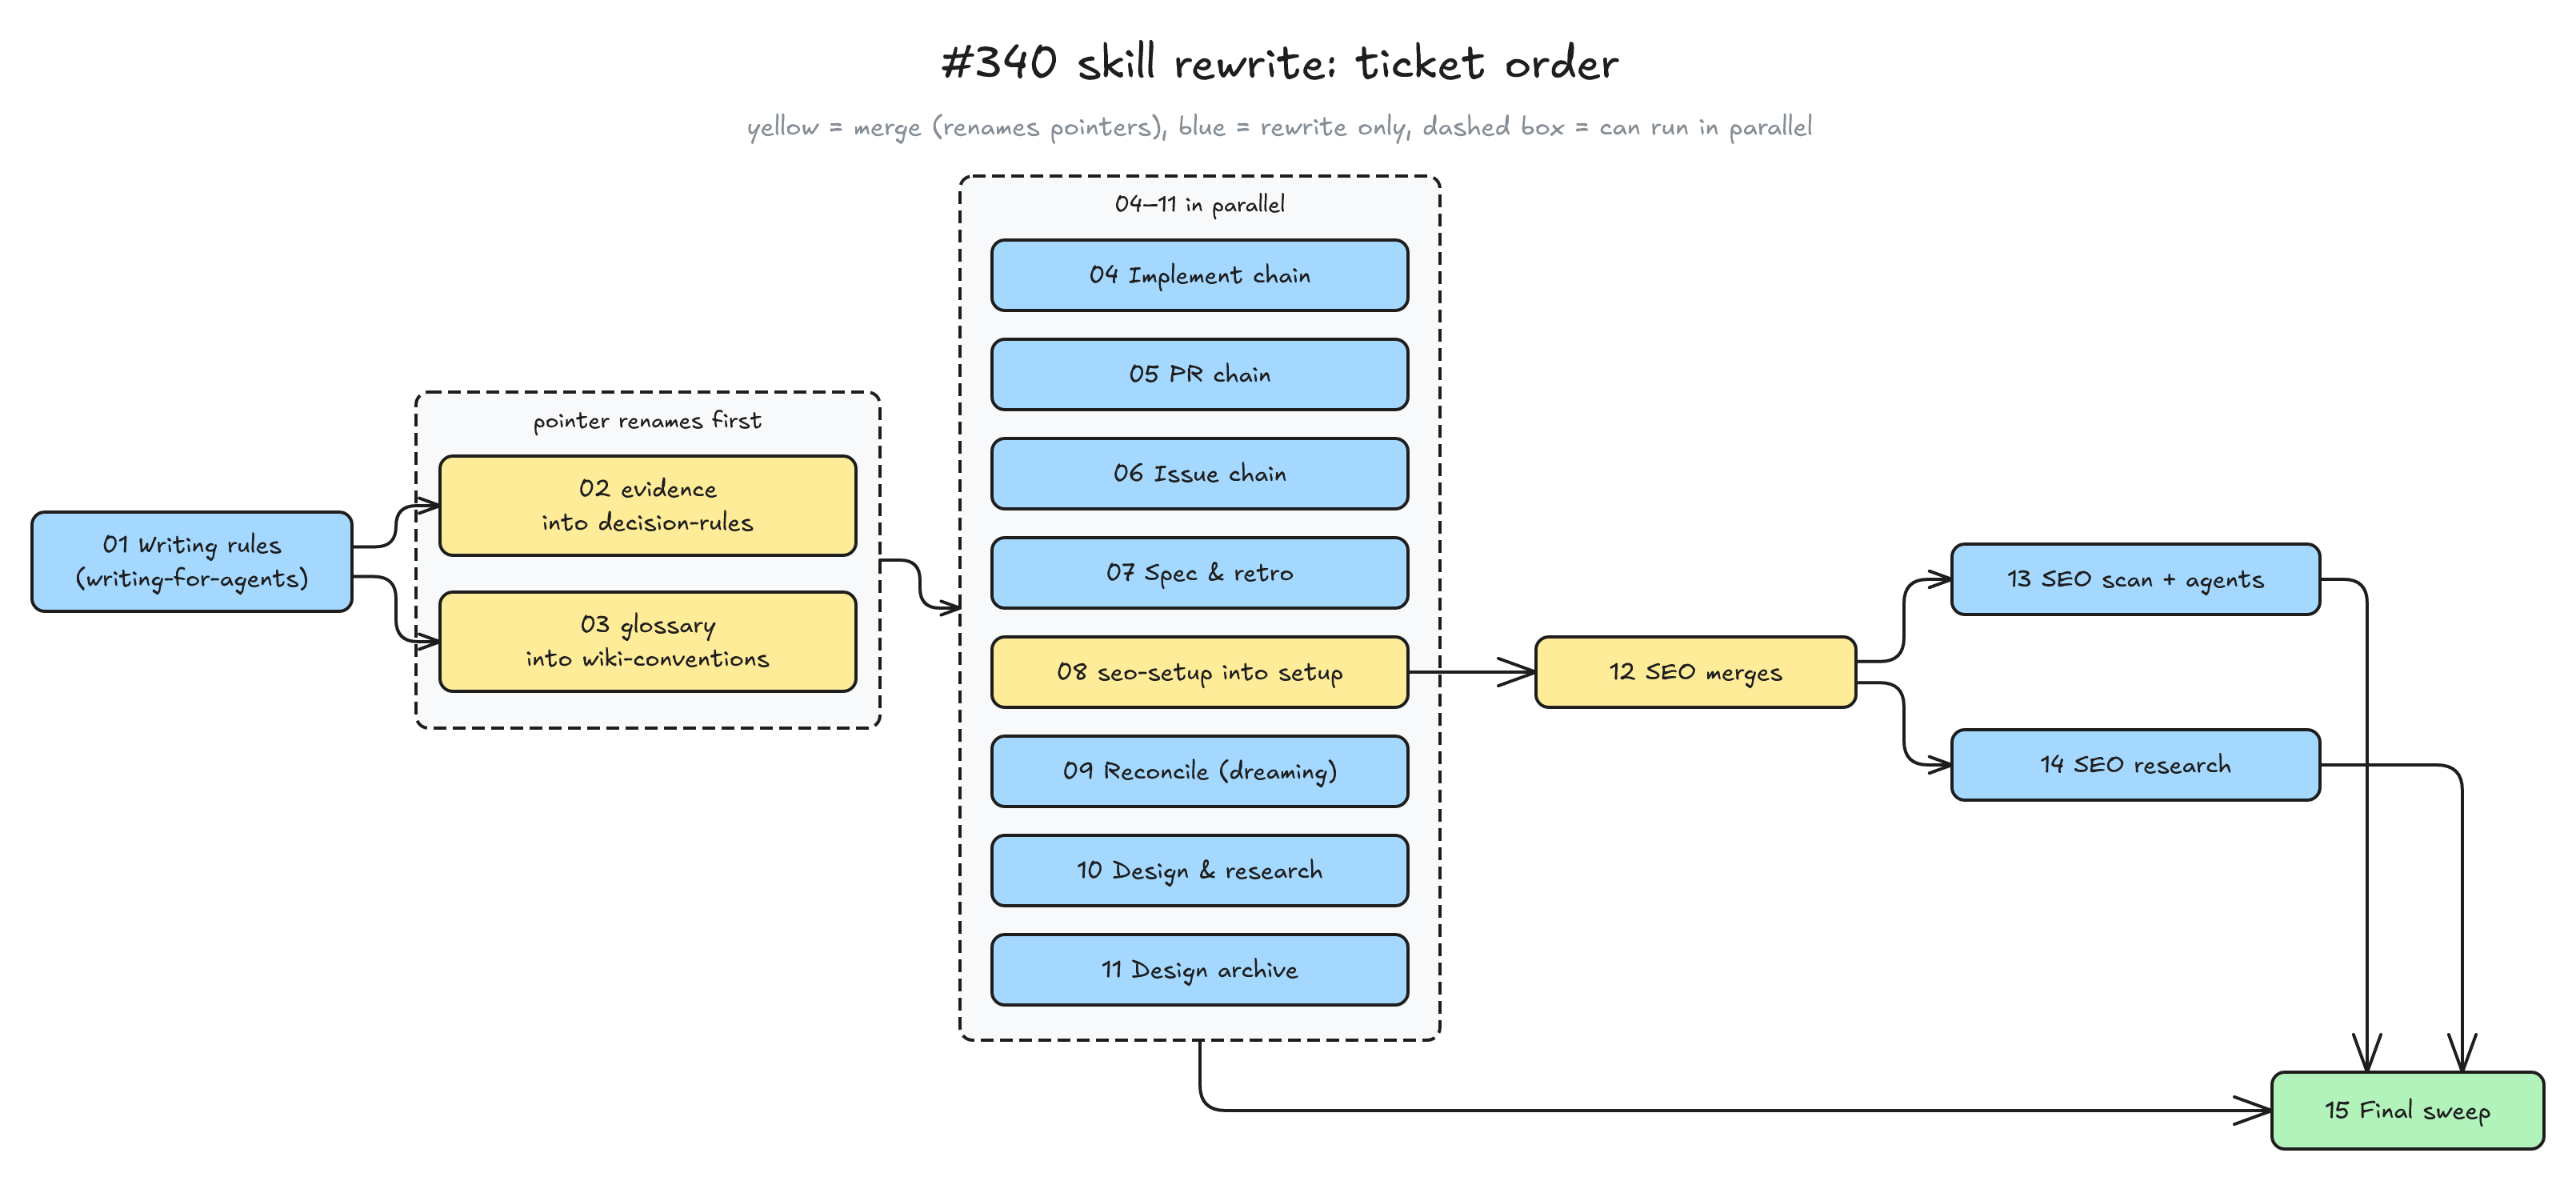 #340 skill rewrite: ticket order
yellow = merge (renames pointers), blue = rewrite only, dashed box = can run in parallel
01 Writing rules
(writing-for-agents)
pointer renames first
02 evidence
into decision-rules
03 glossary
into wiki-conventions
04–11 in parallel
04 Implement chain
05 PR chain
06 Issue chain
07 Spec & retro
08 seo-setup into setup
09 Reconcile (dreaming)
10 Design & research
11 Design archive
12 SEO merges
13 SEO scan + agents
14 SEO research
15 Final sweep